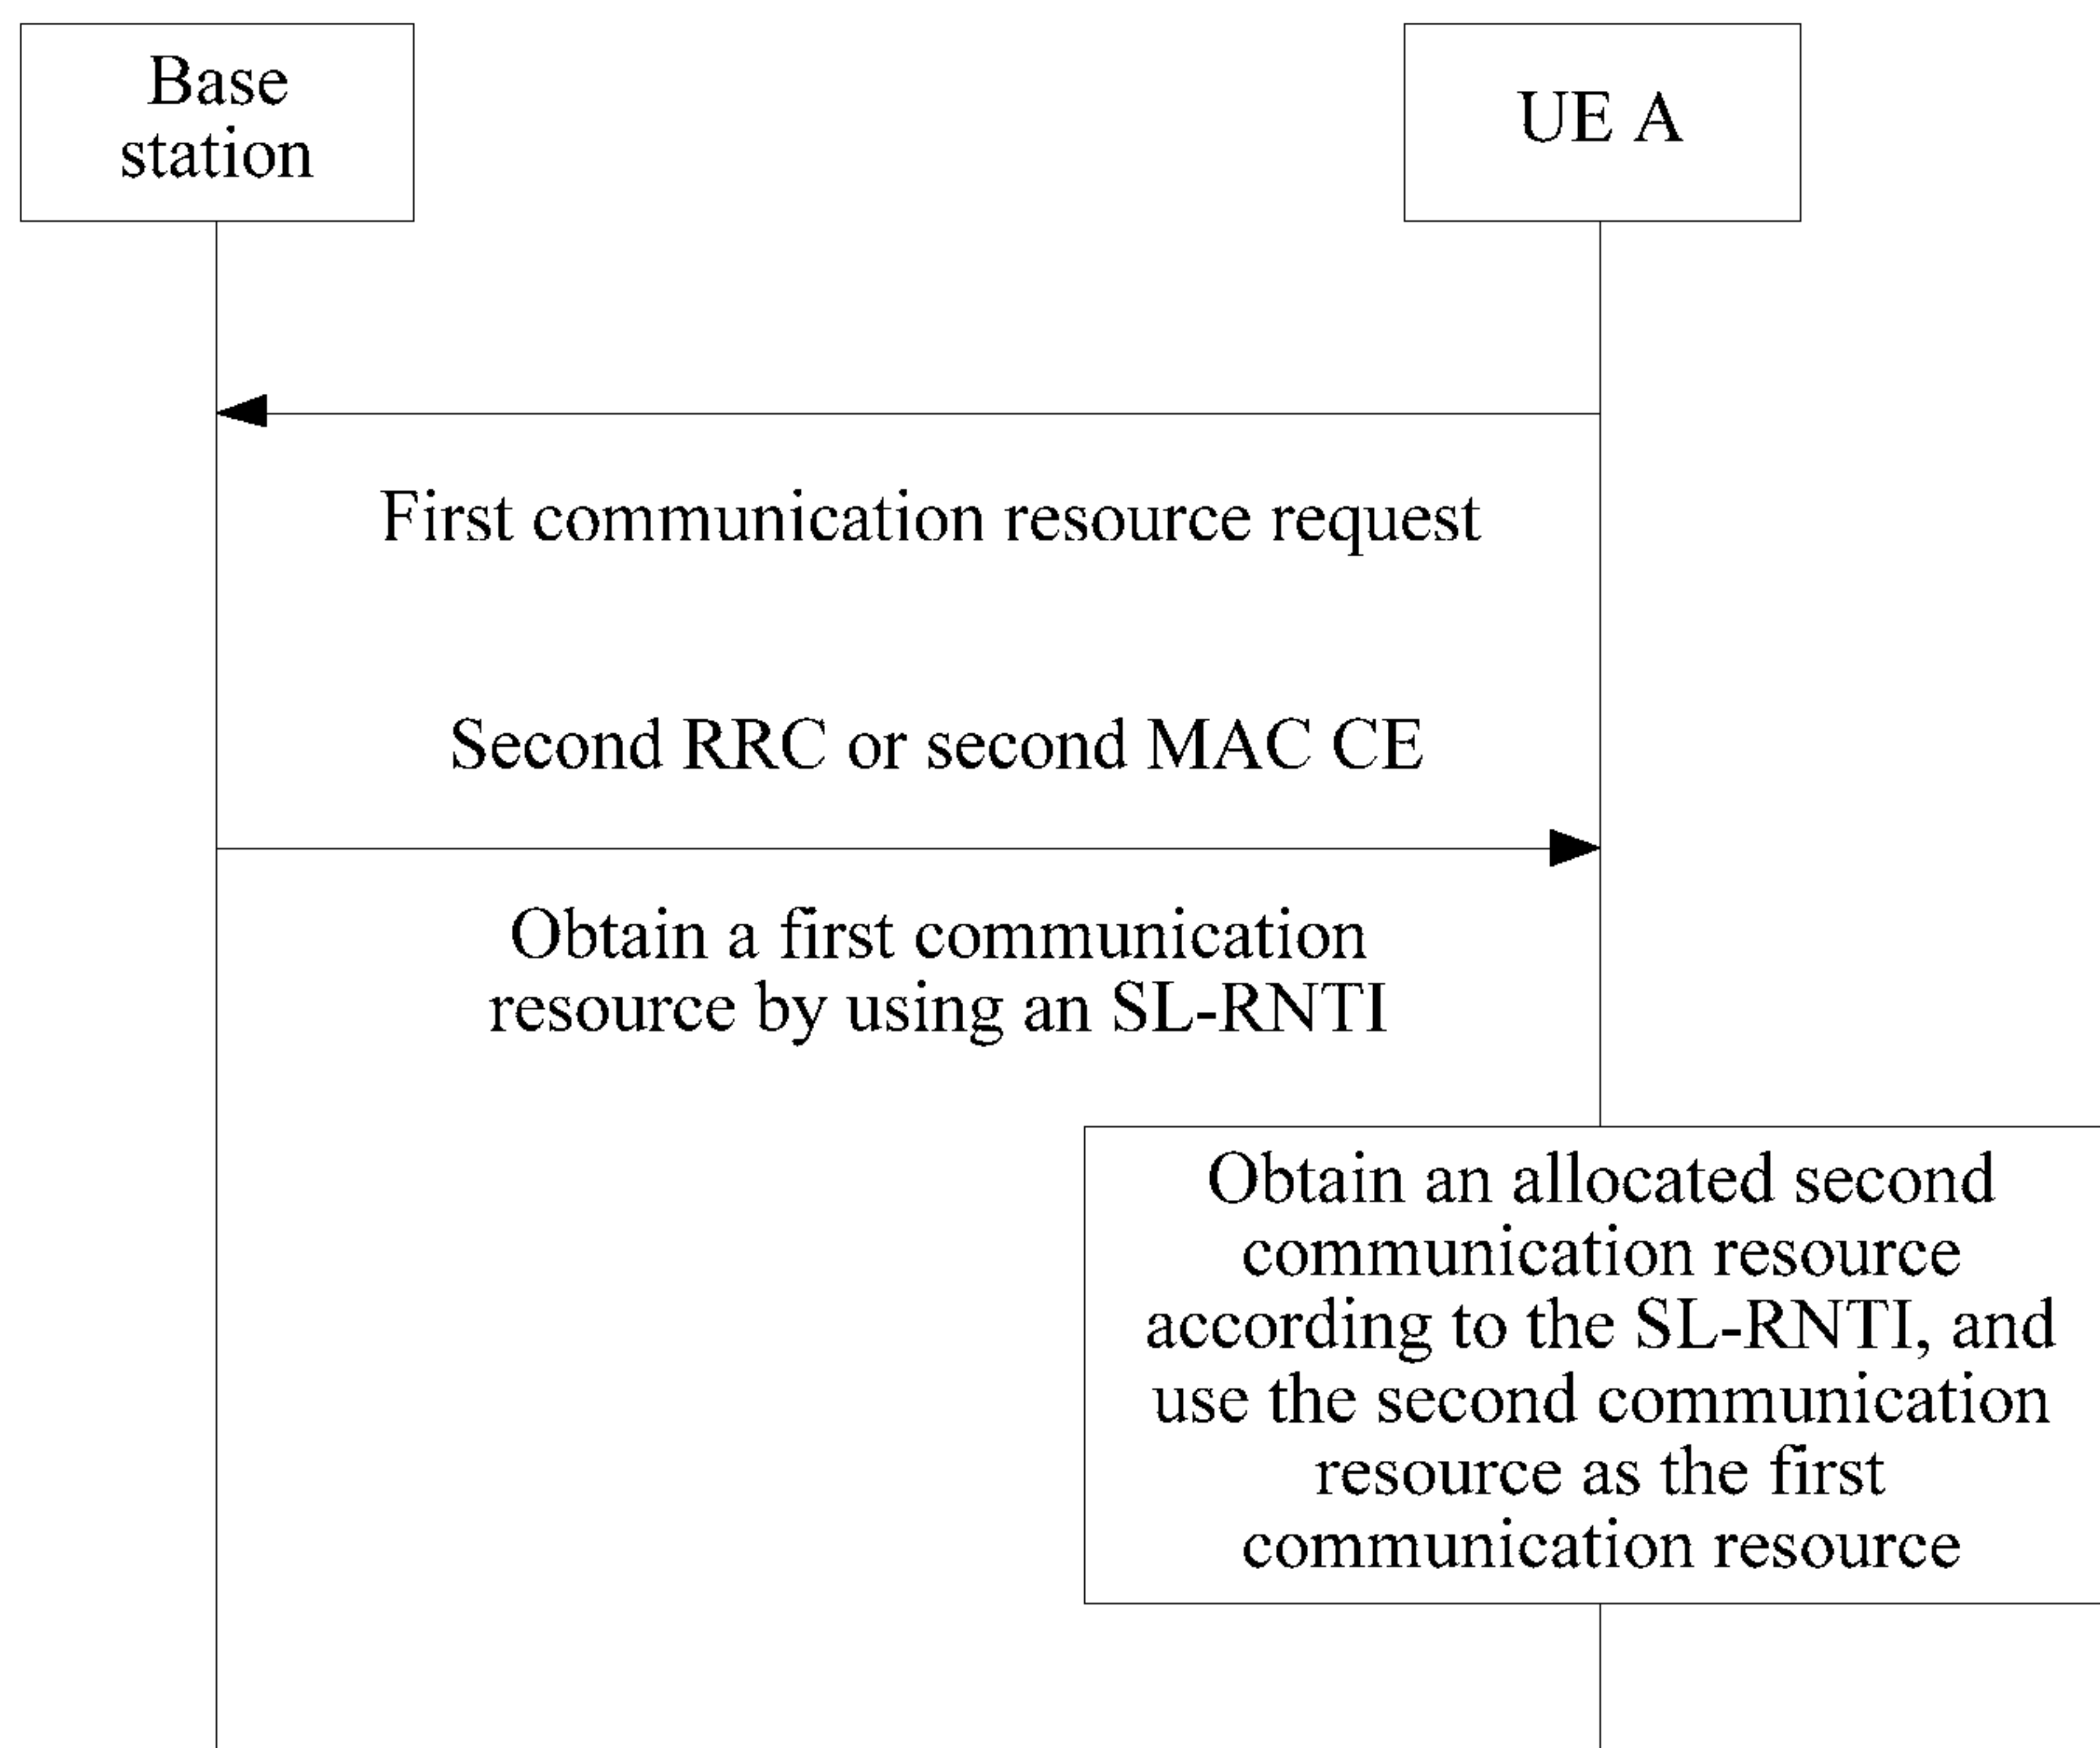 Base
station
UE A
First communication resource request
Second RRC or second MAC CE
Obtain a first communication
resource by using an SL-RNTI
Obtain an allocated second
communication resource
according to the SL-RNTI, and
use the second communication
resource as the first
communication resource